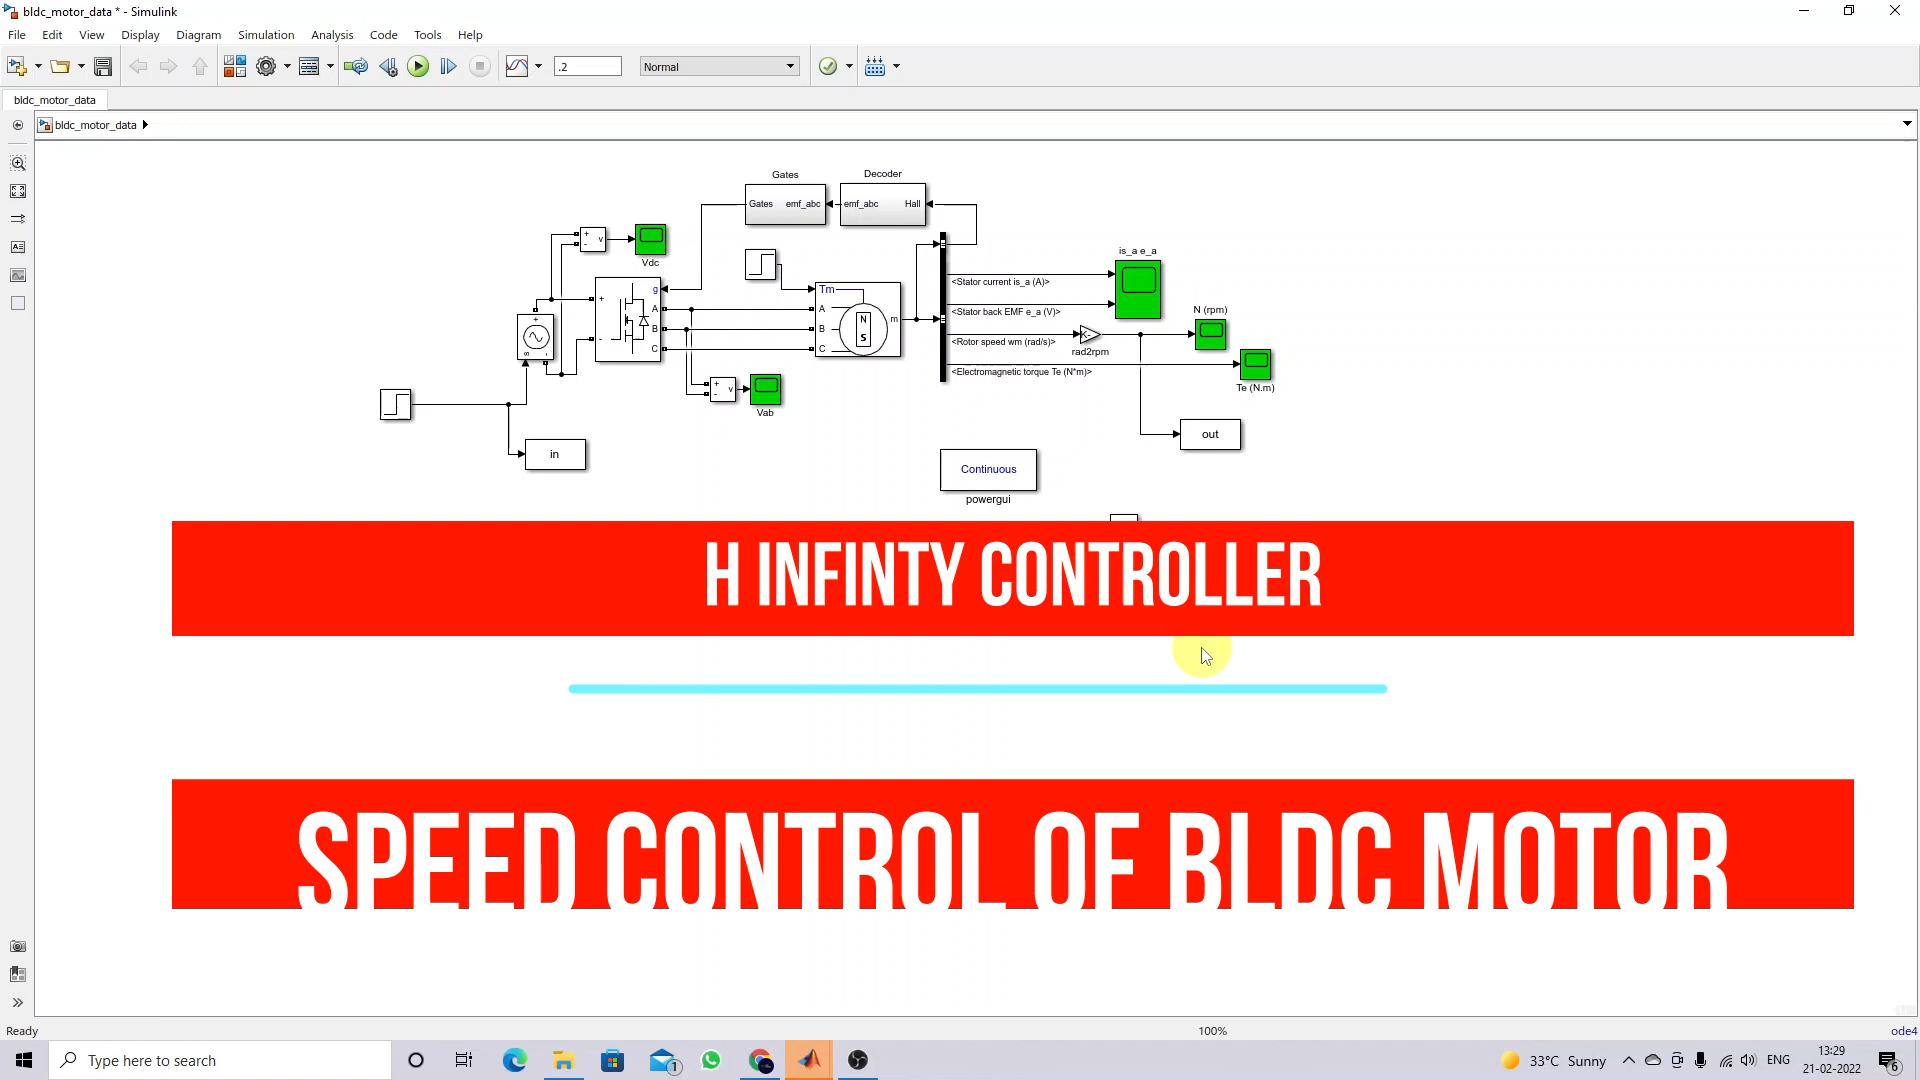 bldc_motor_data * - Simulink
File Edit View Display Diagram Simulation Analysis Code Tools Help
.2 Normal
bldc_motor_data
bldc_motor_data
Gates Decoder
Gates emf_abc emf_abc Hall
+ - v
Vdc
is_a e_a
g
Tm
+ - A B C
A B C m
N
S
<Stator current is_a (A)>
<Stator back EMF e_a (V)>
<Rotor speed wm (rad/s)>
<Electromagnetic torque Te (N*m)>
N (rpm)
K-
rad2rpm
Te (N.m)
+ - s
+ - v
Vab
in
out
Continuous
powergui
H INFINTY CONTROLLER
SPEED CONTROL OF BLDC MOTOR
Ready 100% ode4
Type here to search
1
33°C Sunny
ENG
13:29
21-02-2022
6